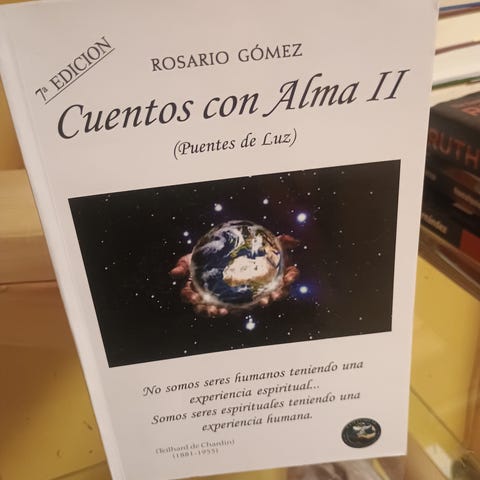 7ª EDICION
ROSARIO GÓMEZ
Cuentos con Alma II
(Puentes de Luz)
No somos seres humanos teniendo una
experiencia espiritual...
Somos seres espirituales teniendo una
experiencia humana.
(Teilhard de Chardin)
(1881-1955)
RUTH